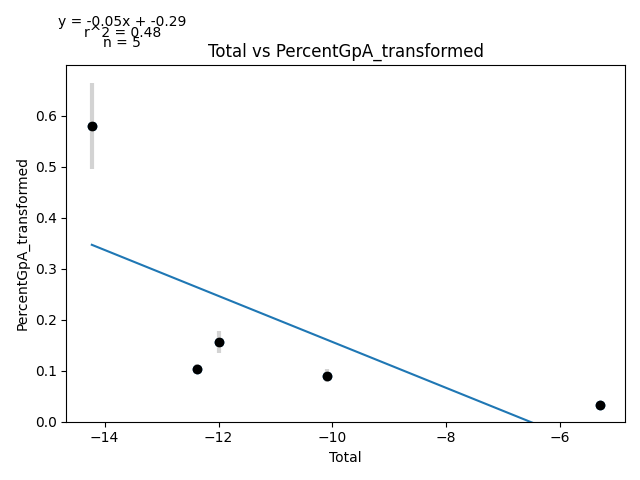 y = -0.05x + -0.29
r^2 = 0.48
n = 5
Total vs PercentGpA_transformed
PercentGpA_transformed
0.6
0.5
0.4
0.3
0.2
0.1
0.0
−14
−12
−10
−8
−6
Total